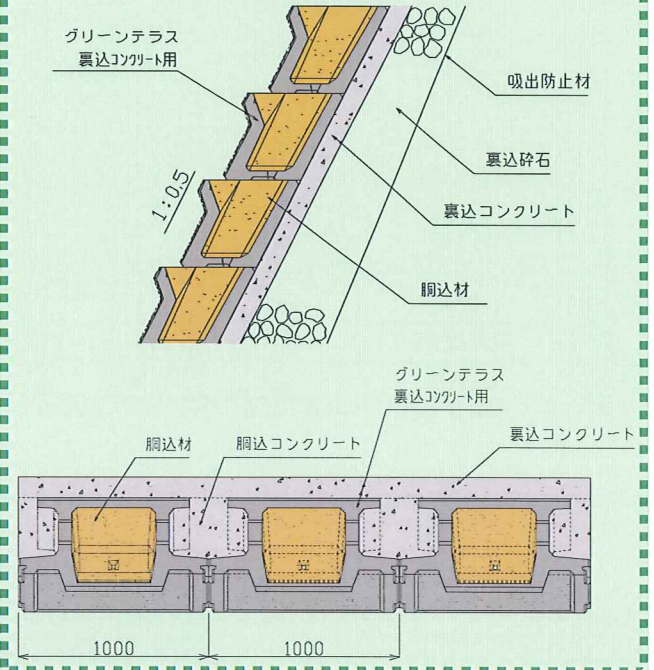 グリーンテラス
裏込コンクリート用
吸出防止材
裏込砕石
1:0.5
裏込コンクリート
胴込材
グリーンテラス
裏込コンクリート用
胴込材
胴込コンクリート
裏込コンクリート
1000
1000